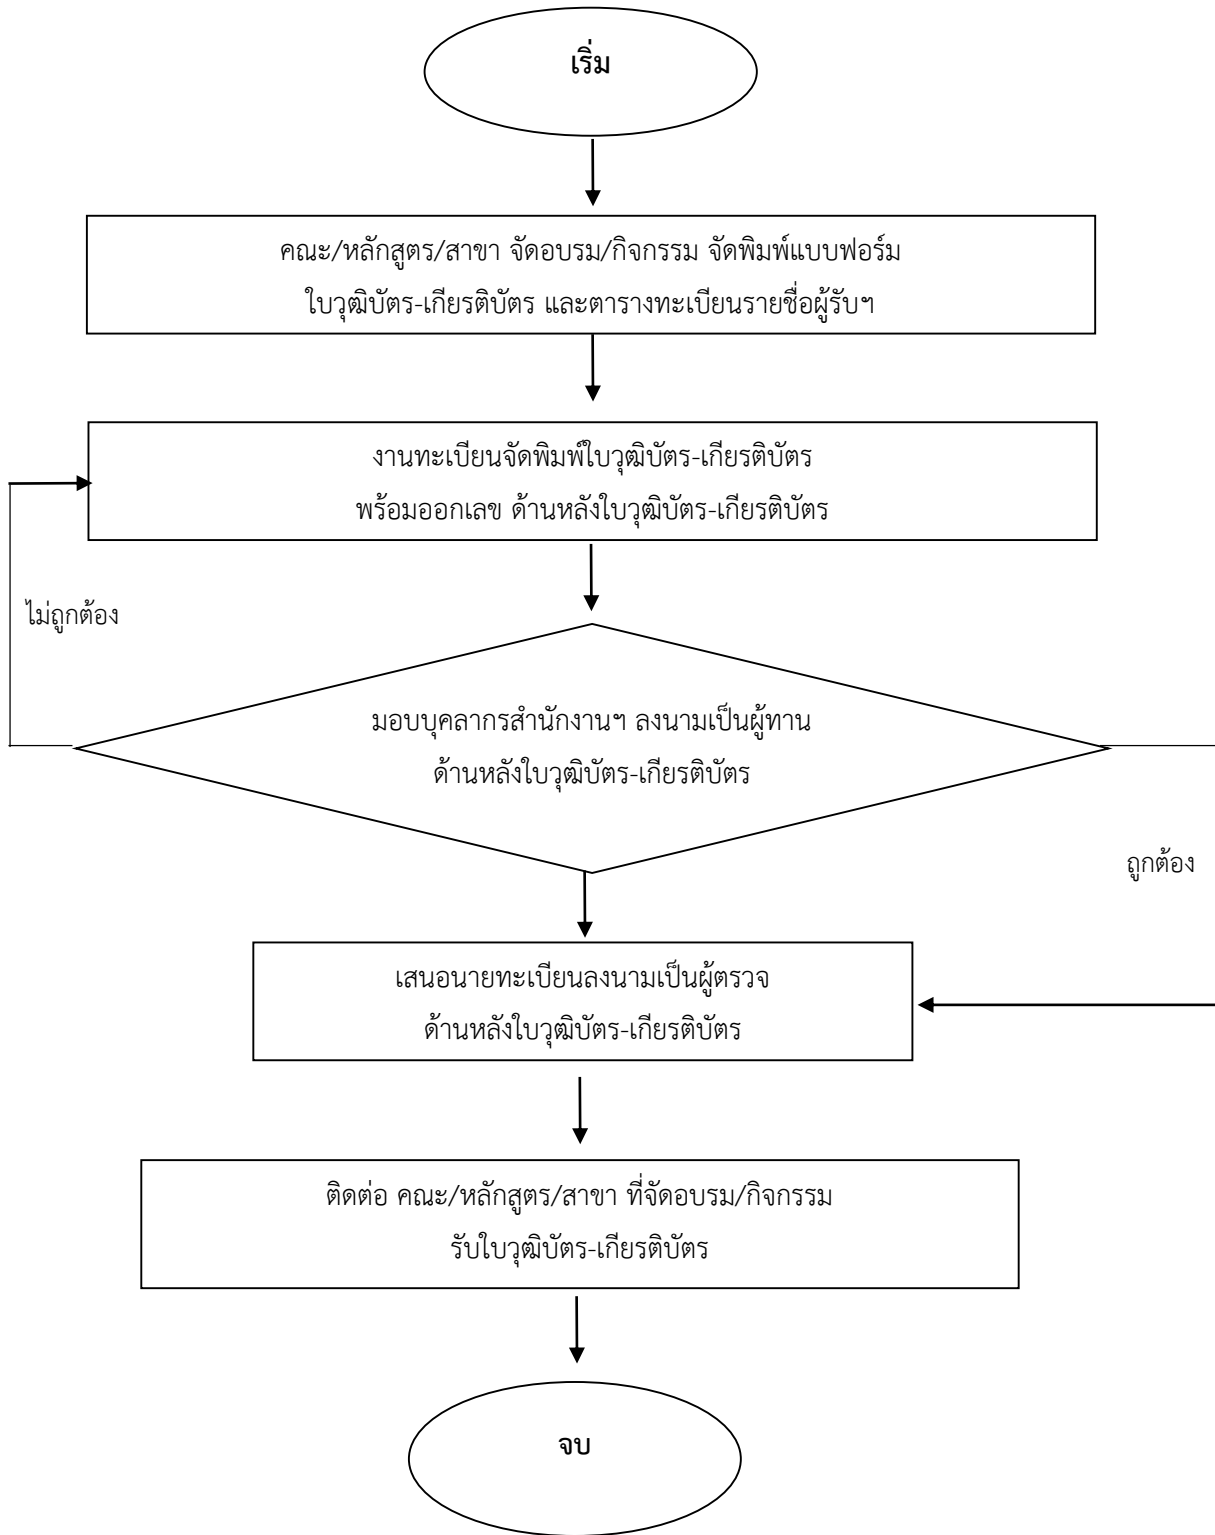 เริ่ม
คณะ/หลักสูตร/สาขา จัดอบรม/กิจกรรม จัดพิมพ์แบบฟอร์ม
ใบวุฒิบัตร-เกียรติบัตร และตารางทะเบียนรายชื่อผู้รับฯ
งานทะเบียนจัดพิมพ์ใบวุฒิบัตร-เกียรติบัตร
พร้อมออกเลข ด้านหลังใบวุฒิบัตร-เกียรติบัตร
ไม่ถูกต้อง
มอบบุคลากรสำนักงานฯ ลงนามเป็นผู้ทาน
ด้านหลังใบวุฒิบัตร-เกียรติบัตร
ถูกต้อง
เสนอนายทะเบียนลงนามเป็นผู้ตรวจ
ด้านหลังใบวุฒิบัตร-เกียรติบัตร
ติดต่อ คณะ/หลักสูตร/สาขา ที่จัดอบรม/กิจกรรม
รับใบวุฒิบัตร-เกียรติบัตร
จบ